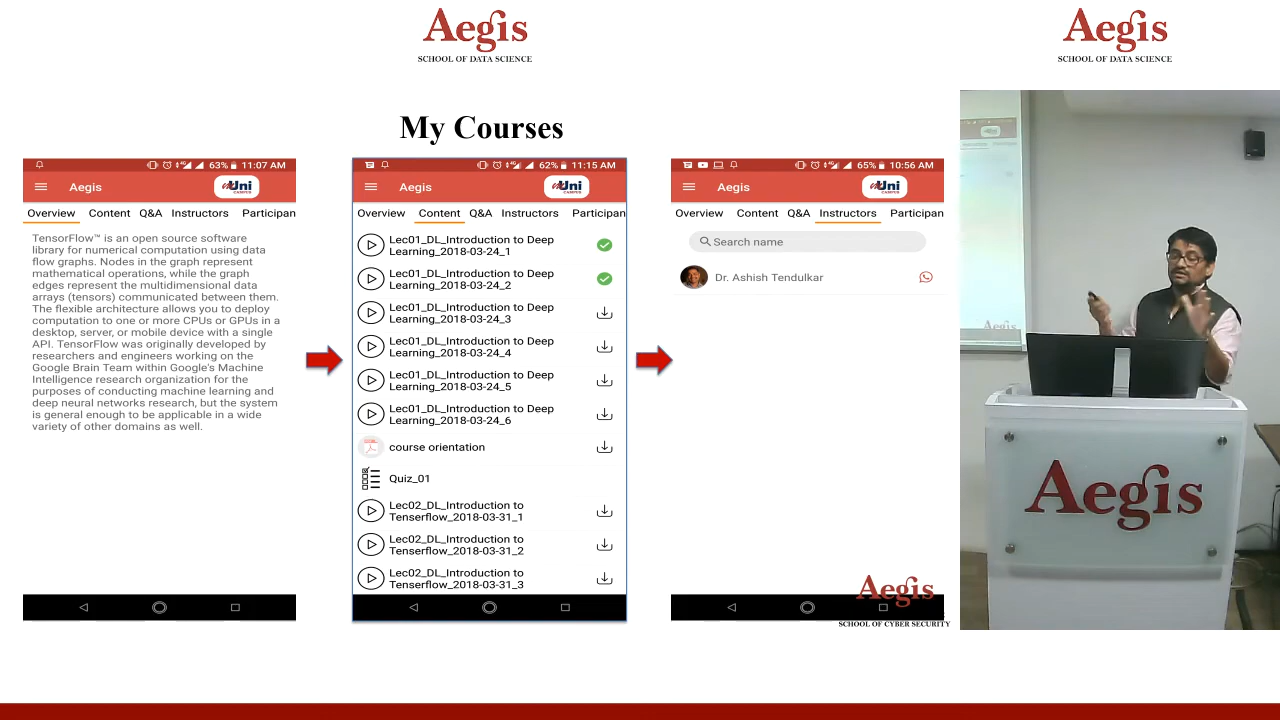 Aegis
SCHOOL OF DATA SCIENCE
Aegis
SCHOOL OF DATA SCIENCE
My Courses
63% 11:07 AM
Aegis
mUni
CAMPUS
Overview Content Q&A Instructors Participan
TensorFlow™ is an open source software
library for numerical computation using data
flow graphs. Nodes in the graph represent
mathematical operations, while the graph
edges represent the multidimensional data
arrays (tensors) communicated between them.
The flexible architecture allows you to deploy
computation to one or more CPUs or GPUs in a
desktop, server, or mobile device with a single
API. TensorFlow was originally developed by
researchers and engineers working on the
Google Brain Team within Google's Machine
Intelligence research organization for the
purposes of conducting machine learning and
deep neural networks research, but the system
is general enough to be applicable in a wide
variety of other domains as well.
62% 11:15 AM
Aegis
mUni
CAMPUS
Overview Content Q&A Instructors Participan
Lec01_DL_Introduction to Deep
Learning_2018-03-24_1
Lec01_DL_Introduction to Deep
Learning_2018-03-24_2
Lec01_DL_Introduction to Deep
Learning_2018-03-24_3
Lec01_DL_Introduction to Deep
Learning_2018-03-24_4
Lec01_DL_Introduction to Deep
Learning_2018-03-24_5
Lec01_DL_Introduction to Deep
Learning_2018-03-24_6
course orientation
Quiz_01
Lec02_DL_Introduction to
Tenserflow_2018-03-31_1
Lec02_DL_Introduction to
Tenserflow_2018-03-31_2
Lec02_DL_Introduction to
Tenserflow_2018-03-31_3
65% 10:56 AM
Aegis
mUni
CAMPUS
Overview Content Q&A Instructors Participan
Search name
Dr. Ashish Tendulkar
Aegis
SCHOOL OF CYBER SECURITY
Aegis
Aegis